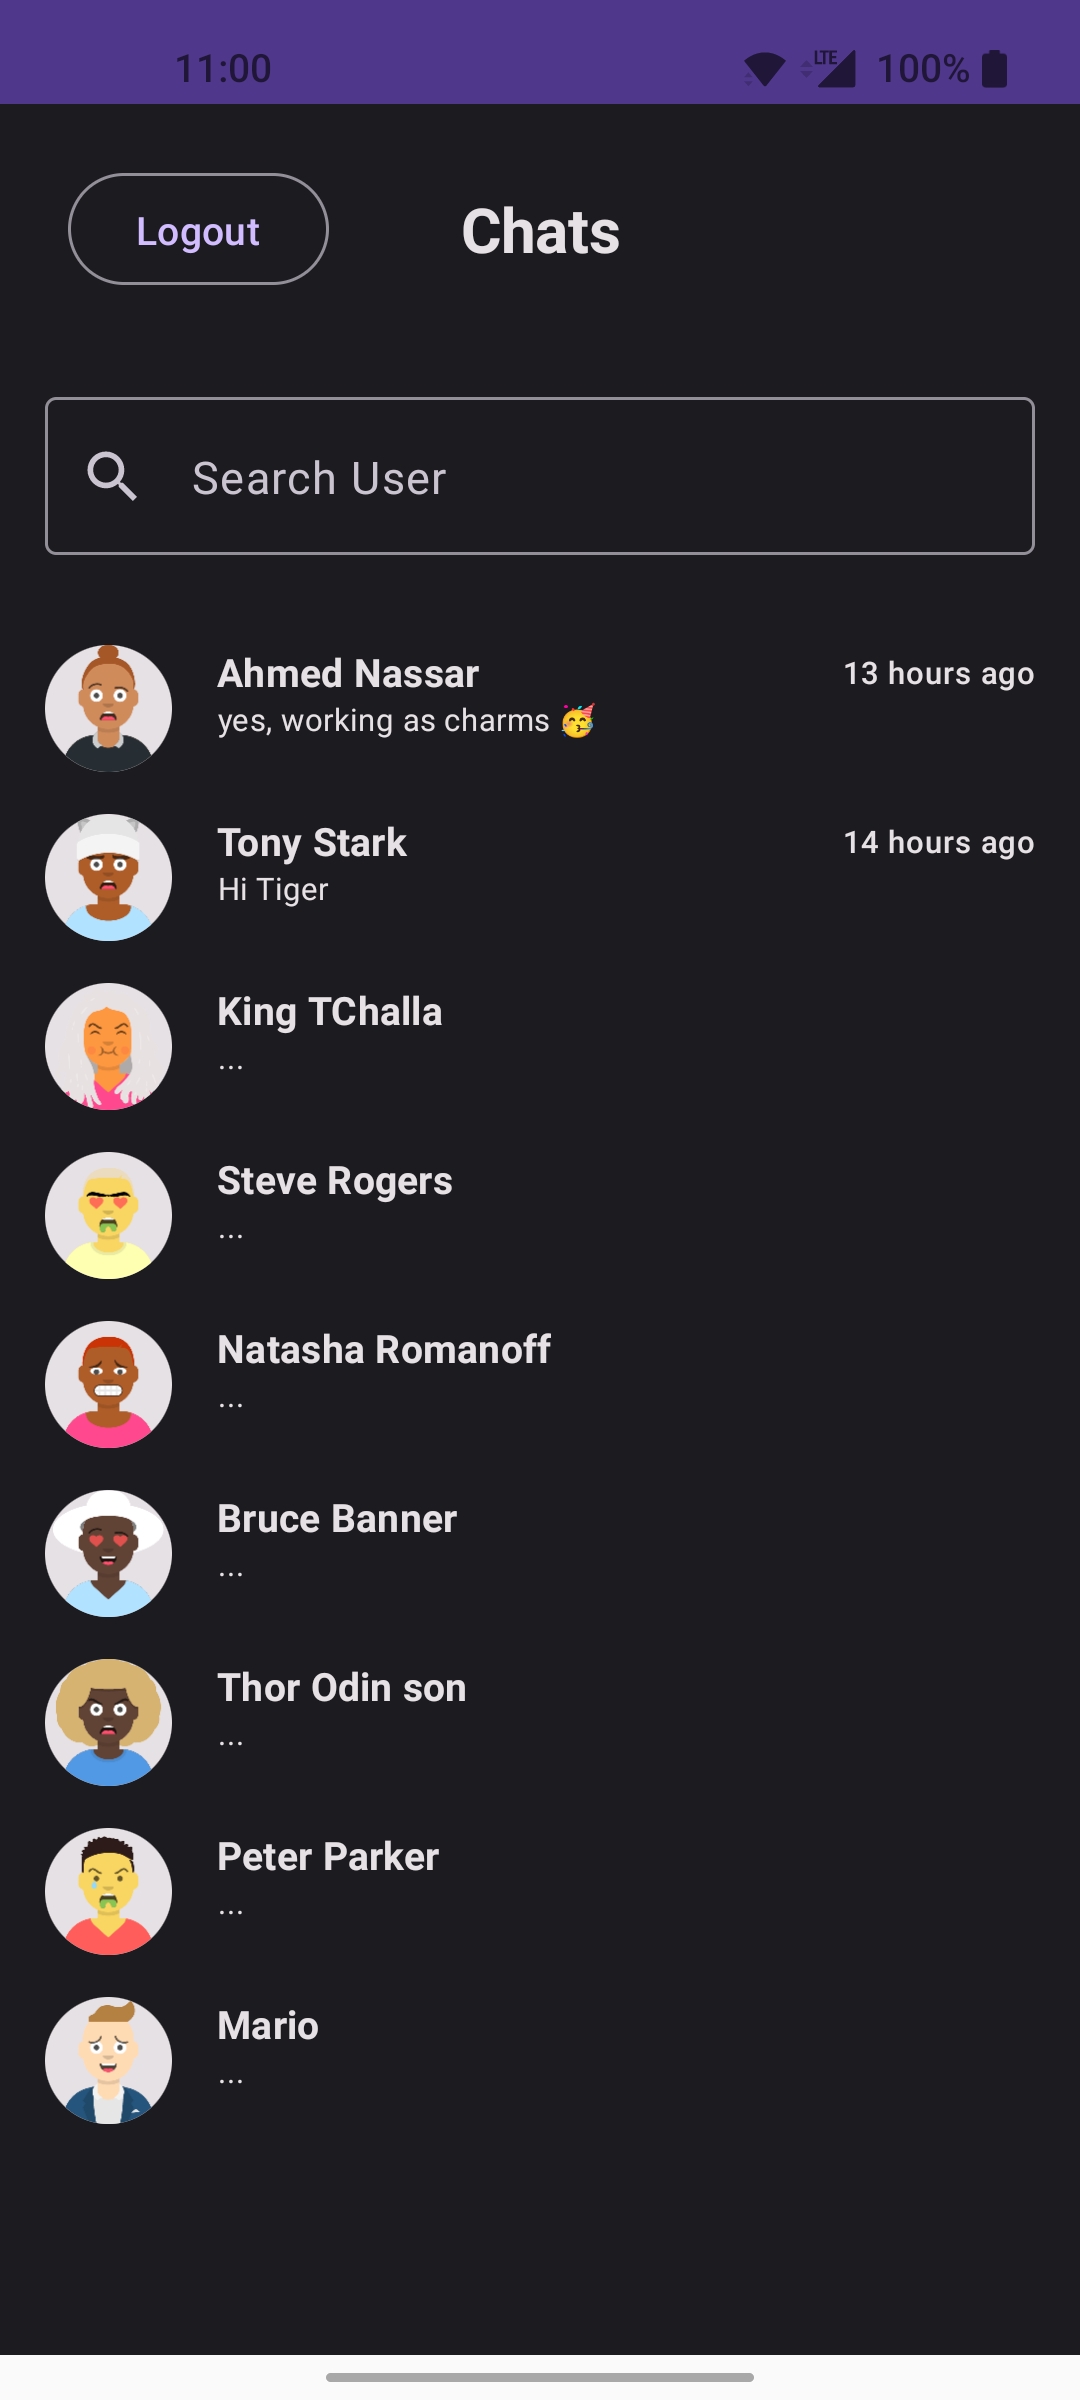 11:00 LTE 100%
Logout Chats
Search User
Ahmed Nassar 13 hours ago
yes, working as charms 🥳
Tony Stark 14 hours ago
Hi Tiger
King TChalla
...
Steve Rogers
...
Natasha Romanoff
...
Bruce Banner
...
Thor Odin son
...
Peter Parker
...
Mario
...